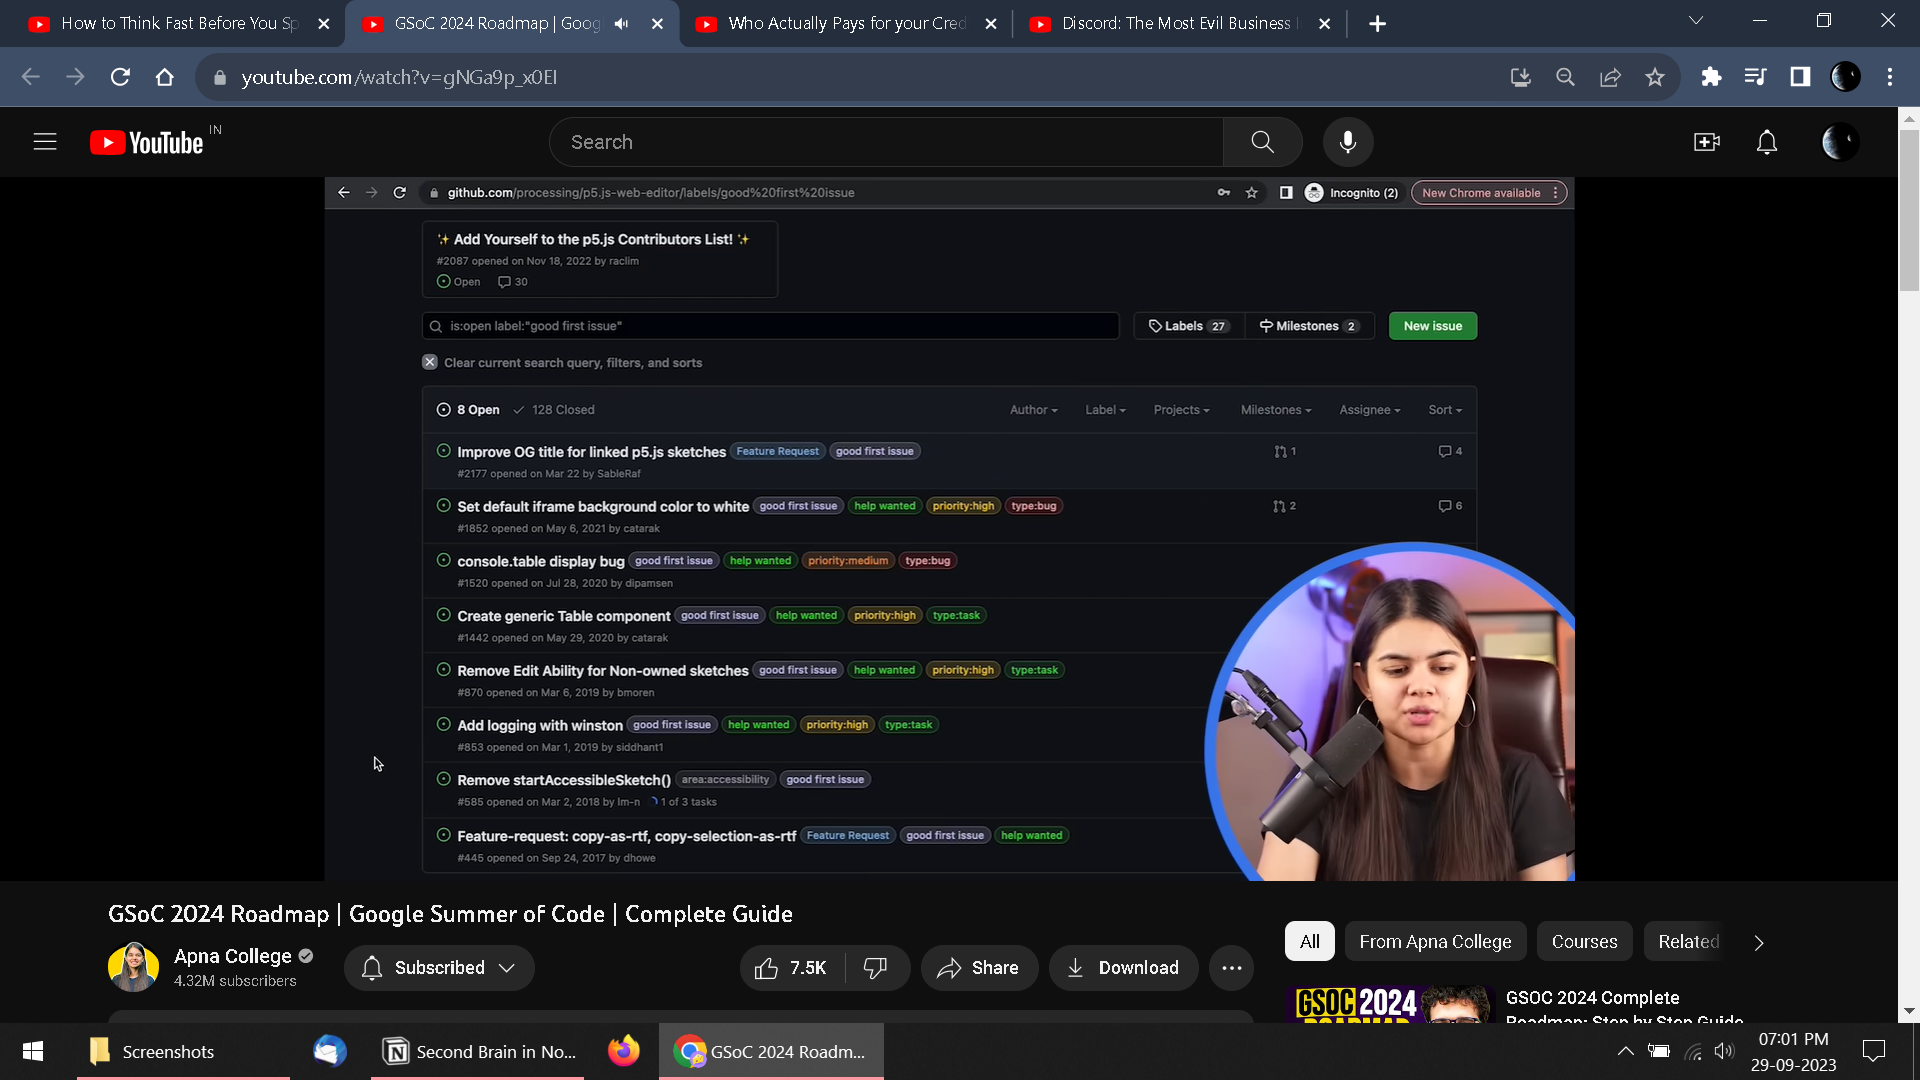 How to Think Fast Before You Sp
GSoC 2024 Roadmap | Goog
Who Actually Pays for your Cred
Discord: The Most Evil Business
youtube.com/watch?v=gNGa9p_x0EI
YouTube IN
Search
github.com/processing/p5.js-web-editor/labels/good%20first%20issue
Incognito (2)
New Chrome available
✨ Add Yourself to the p5.js Contributors List! ✨
#2087 opened on Nov 18, 2022 by raclim
Open 30
is:open label:"good first issue"
Labels 27
Milestones 2
New issue
Clear current search query, filters, and sorts
8 Open ✓ 128 Closed
Author Label Projects Milestones Assignee Sort
Improve OG title for linked p5.js sketches Feature Request good first issue 1 4
#2177 opened on Mar 22 by SableRaf
Set default iframe background color to white good first issue help wanted priority:high type:bug 2 6
#1852 opened on May 6, 2021 by catarak
console.table display bug good first issue help wanted priority:medium type:bug
#1520 opened on Jul 28, 2020 by dipamsen
Create generic Table component good first issue help wanted priority:high type:task
#1442 opened on May 29, 2020 by catarak
Remove Edit Ability for Non-owned sketches good first issue help wanted priority:high type:task
#870 opened on Mar 6, 2019 by bmoren
Add logging with winston good first issue help wanted priority:high type:task
#853 opened on Mar 1, 2019 by siddhant1
Remove startAccessibleSketch() area:accessibility good first issue
#585 opened on Mar 2, 2018 by lm-n 1 of 3 tasks
Feature-request: copy-as-rtf, copy-selection-as-rtf Feature Request good first issue help wanted
#445 opened on Sep 24, 2017 by dhowe
GSoC 2024 Roadmap | Google Summer of Code | Complete Guide
Apna College
4.32M subscribers
Subscribed
7.5K
Share
Download
All
From Apna College
Courses
Related
GSOC 2024
GSOC 2024 Complete
Roadmap: Step by Step Guide
Screenshots
Second Brain in No...
GSoC 2024 Roadm...
07:01 PM
29-09-2023